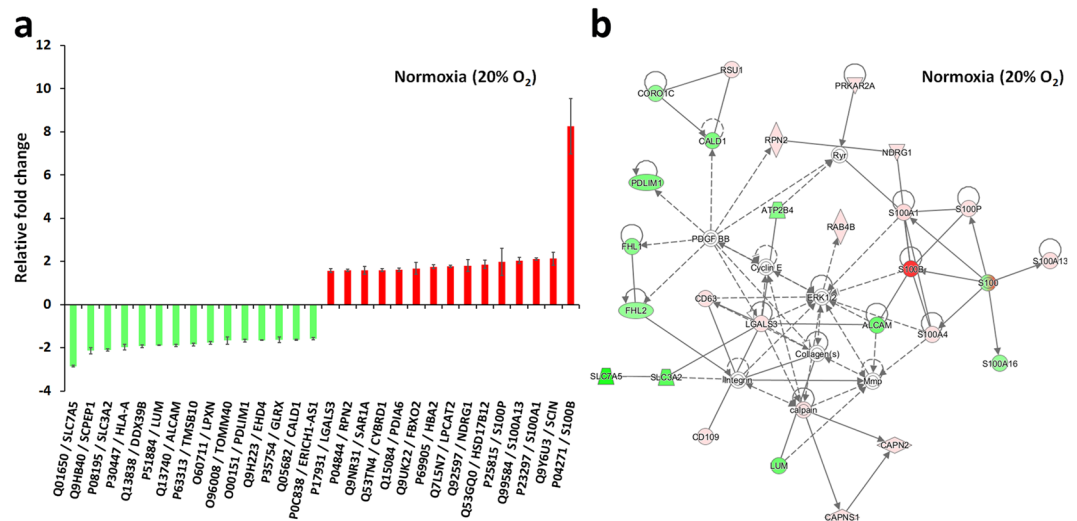 a
Relative fold change
12
10
8
6
4
2
0
-2
-4
Normoxia (20% O₂)
Q01650 / SLC7A5
Q9HB40 / SCPEP1
P08195 / SLC3A2
P30447 / HLA-A
Q13838 / DDX39B
P51884 / LUM
Q13740 / ALCAM
P63313 / TMSB10
O60711 / LPXN
O96008 / TOMM40
O00151 / PDLIM1
Q9H223 / EHD4
P35754 / GLRX
Q05682 / CALD1
P0C838 / ERICH1-AS1
P17931 / LGALS3
P04844 / RPN2
Q9NR31 / SAR1A
Q53TN4 / CYBRD1
Q15084 / PDIA6
Q9UK22 / FBXO2
P69905 / HBA2
Q7L5N7 / LPCAT2
Q92597 / NDRG1
Q53GQ0 / HSD17B12
P25815 / S100P
Q99584 / S100A13
P23297 / S100A1
Q9Y6U3 / SCIN
P04271 / S100B
b
Normoxia (20% O₂)
RSU1
CORO1C
PRKAR2A
CALD1
RPN2
Ryr
NDRG1
PDLIM1
ATP2B4
S100A1
S100P
RAB4B
FHL1
PDGF BB
S100A13
Cyclin E
S100B
S100
CD63
ERK1/2
FHL2
LGALS3
ALCAM
S100A4
Collagen(s)
S100A16
SLC7A5
SLC3A2
Integrin
Mmp
calpain
CD109
CAPN2
LUM
CAPNS1